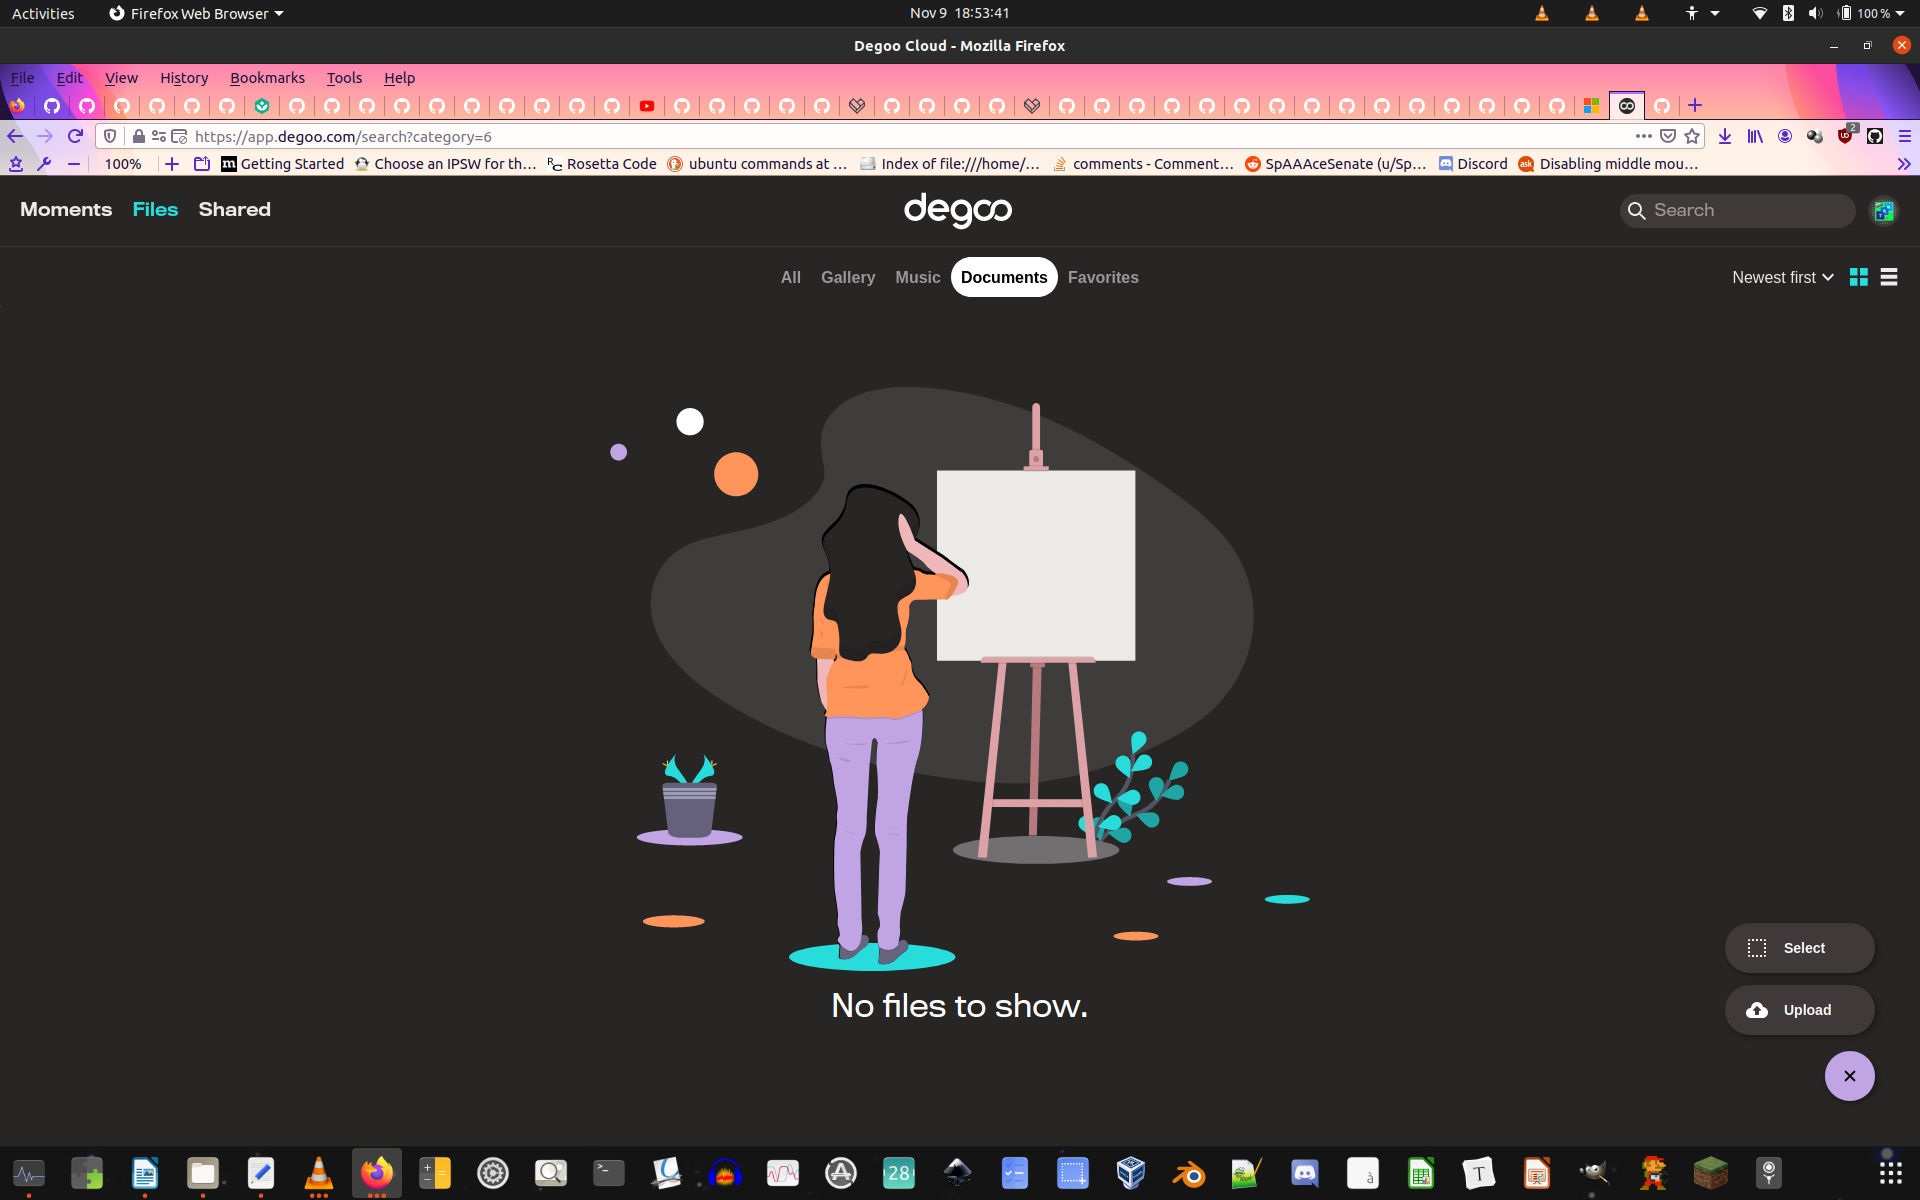 Activities Firefox Web Browser Nov 9 18:53:41 100 %
Degoo Cloud - Mozilla Firefox
File Edit View History Bookmarks Tools Help
https://app.degoo.com/search?category=6 2
100% Getting Started Choose an IPSW for th… Rosetta Code ubuntu commands at … Index of file:///home/… comments - Comment… SpAAAceSenate (u/Sp… Discord Disabling middle mou…
Moments Files Shared degoo Search
All Gallery Music Documents Favorites Newest first
No files to show.
Select
Upload
28